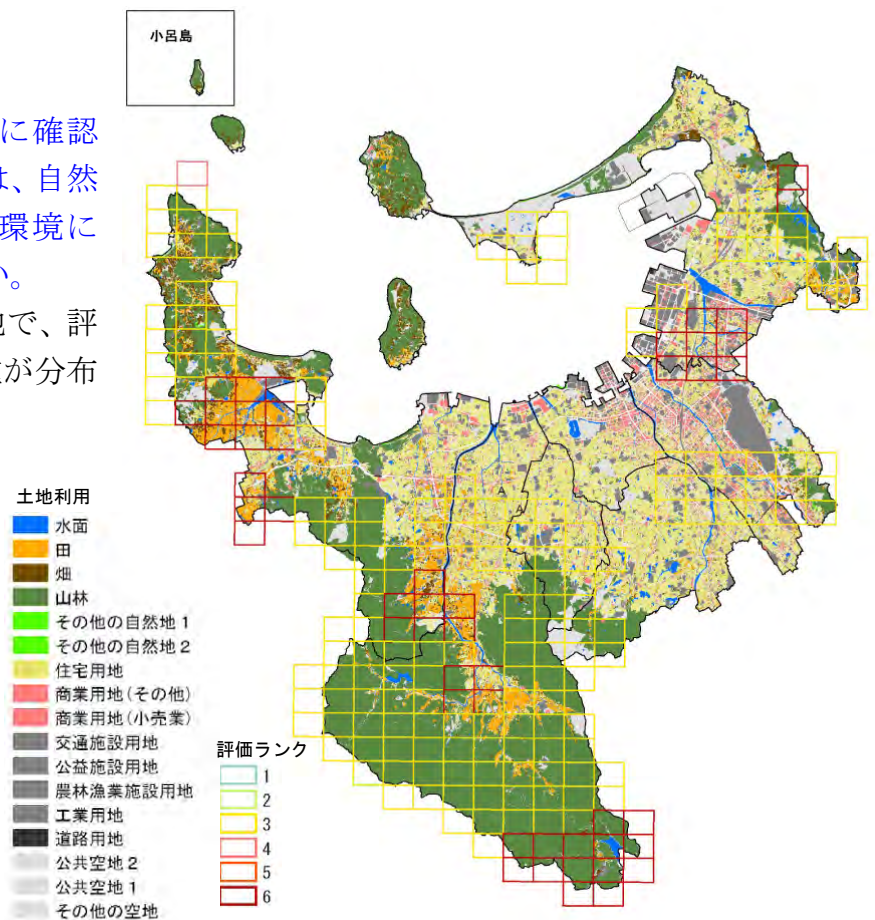 小呂島
に確認
は、自然
環境に
い。
地で、評
種が分布
A
土地利用
水面
田
畑
山林
その他の自然地1
その他の自然地2
住宅用地
商業用地(その他)
商業用地(小売業)
交通施設用地
公益施設用地
農林漁業施設用地
工業用地
道路用地
公共空地2
公共空地1
その他の空地
評価ランク
1
2
3
4
5
6